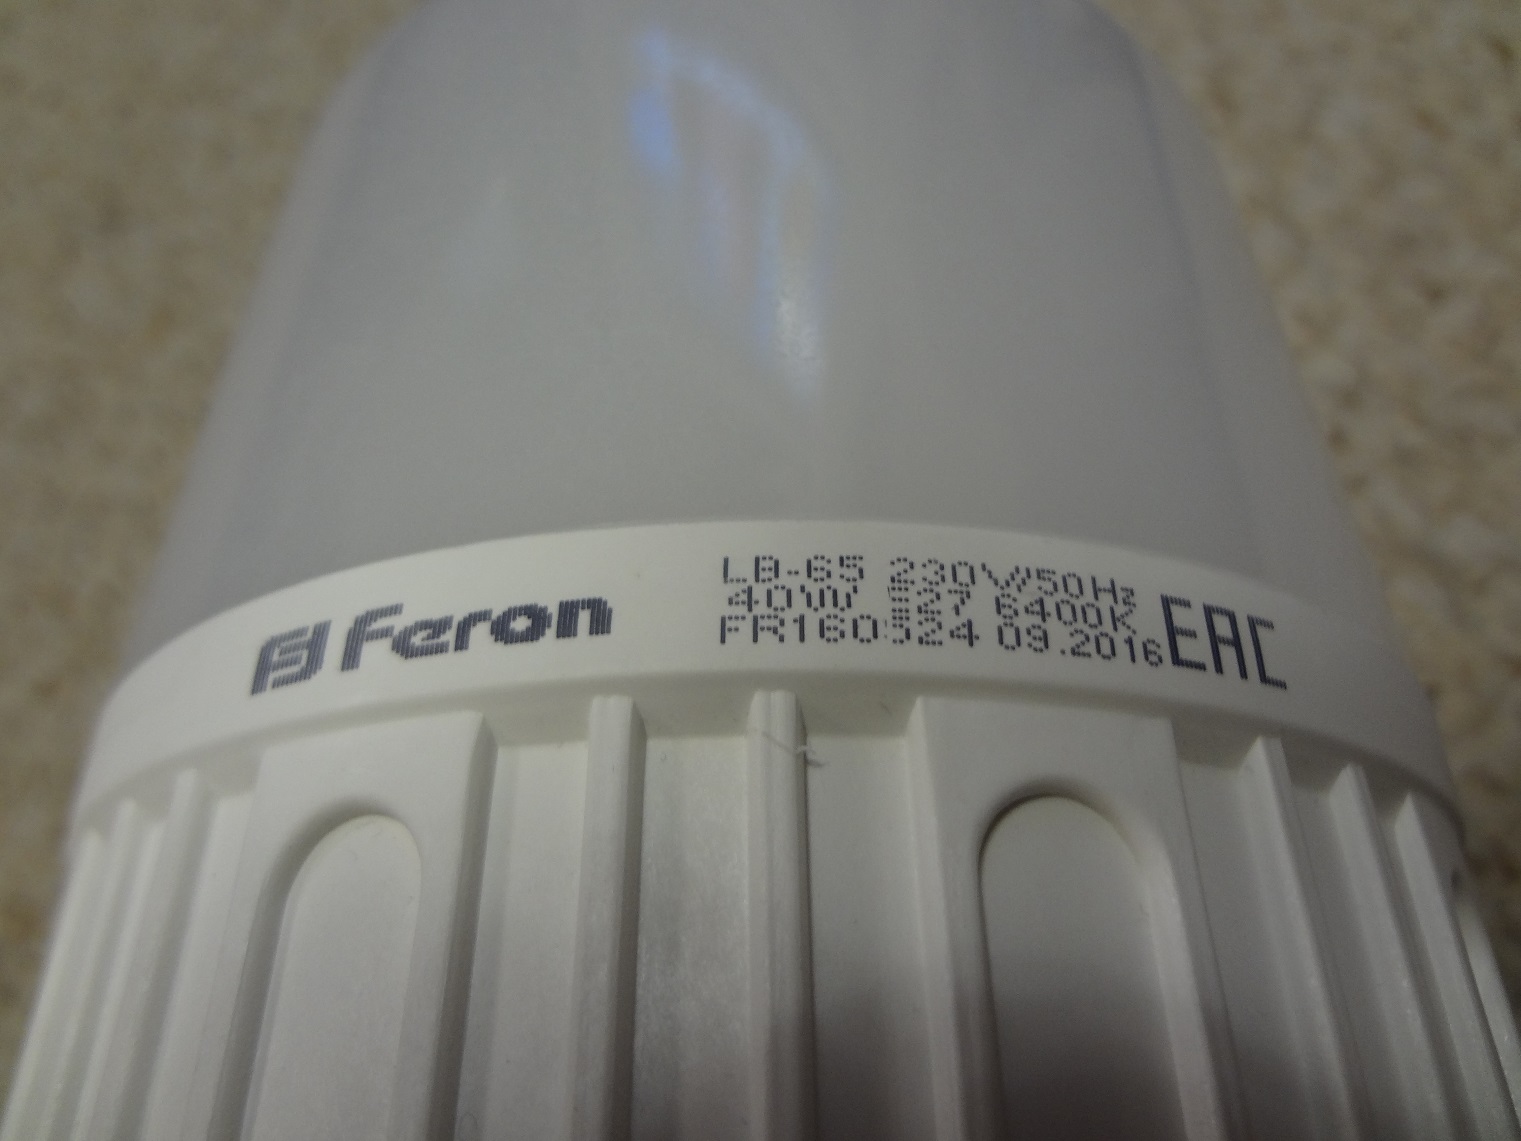 Feron
LB-65 230V/50Hz
40W E27 6400K
FR160524 09.2016
EAC